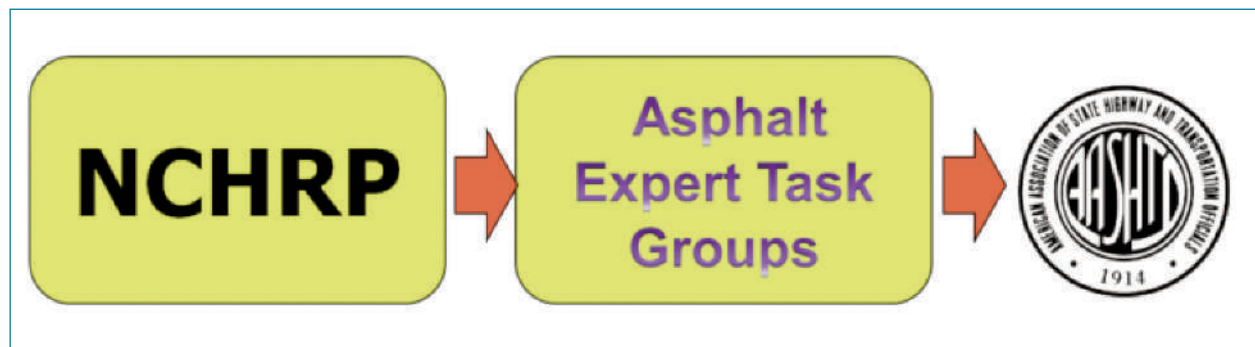 NCHRP
Asphalt
Expert Task
Groups
AMERICAN ASSOCIATION OF STATE HIGHWAY AND TRANSPORTATION OFFICIALS
AASHTO
• 1914 •